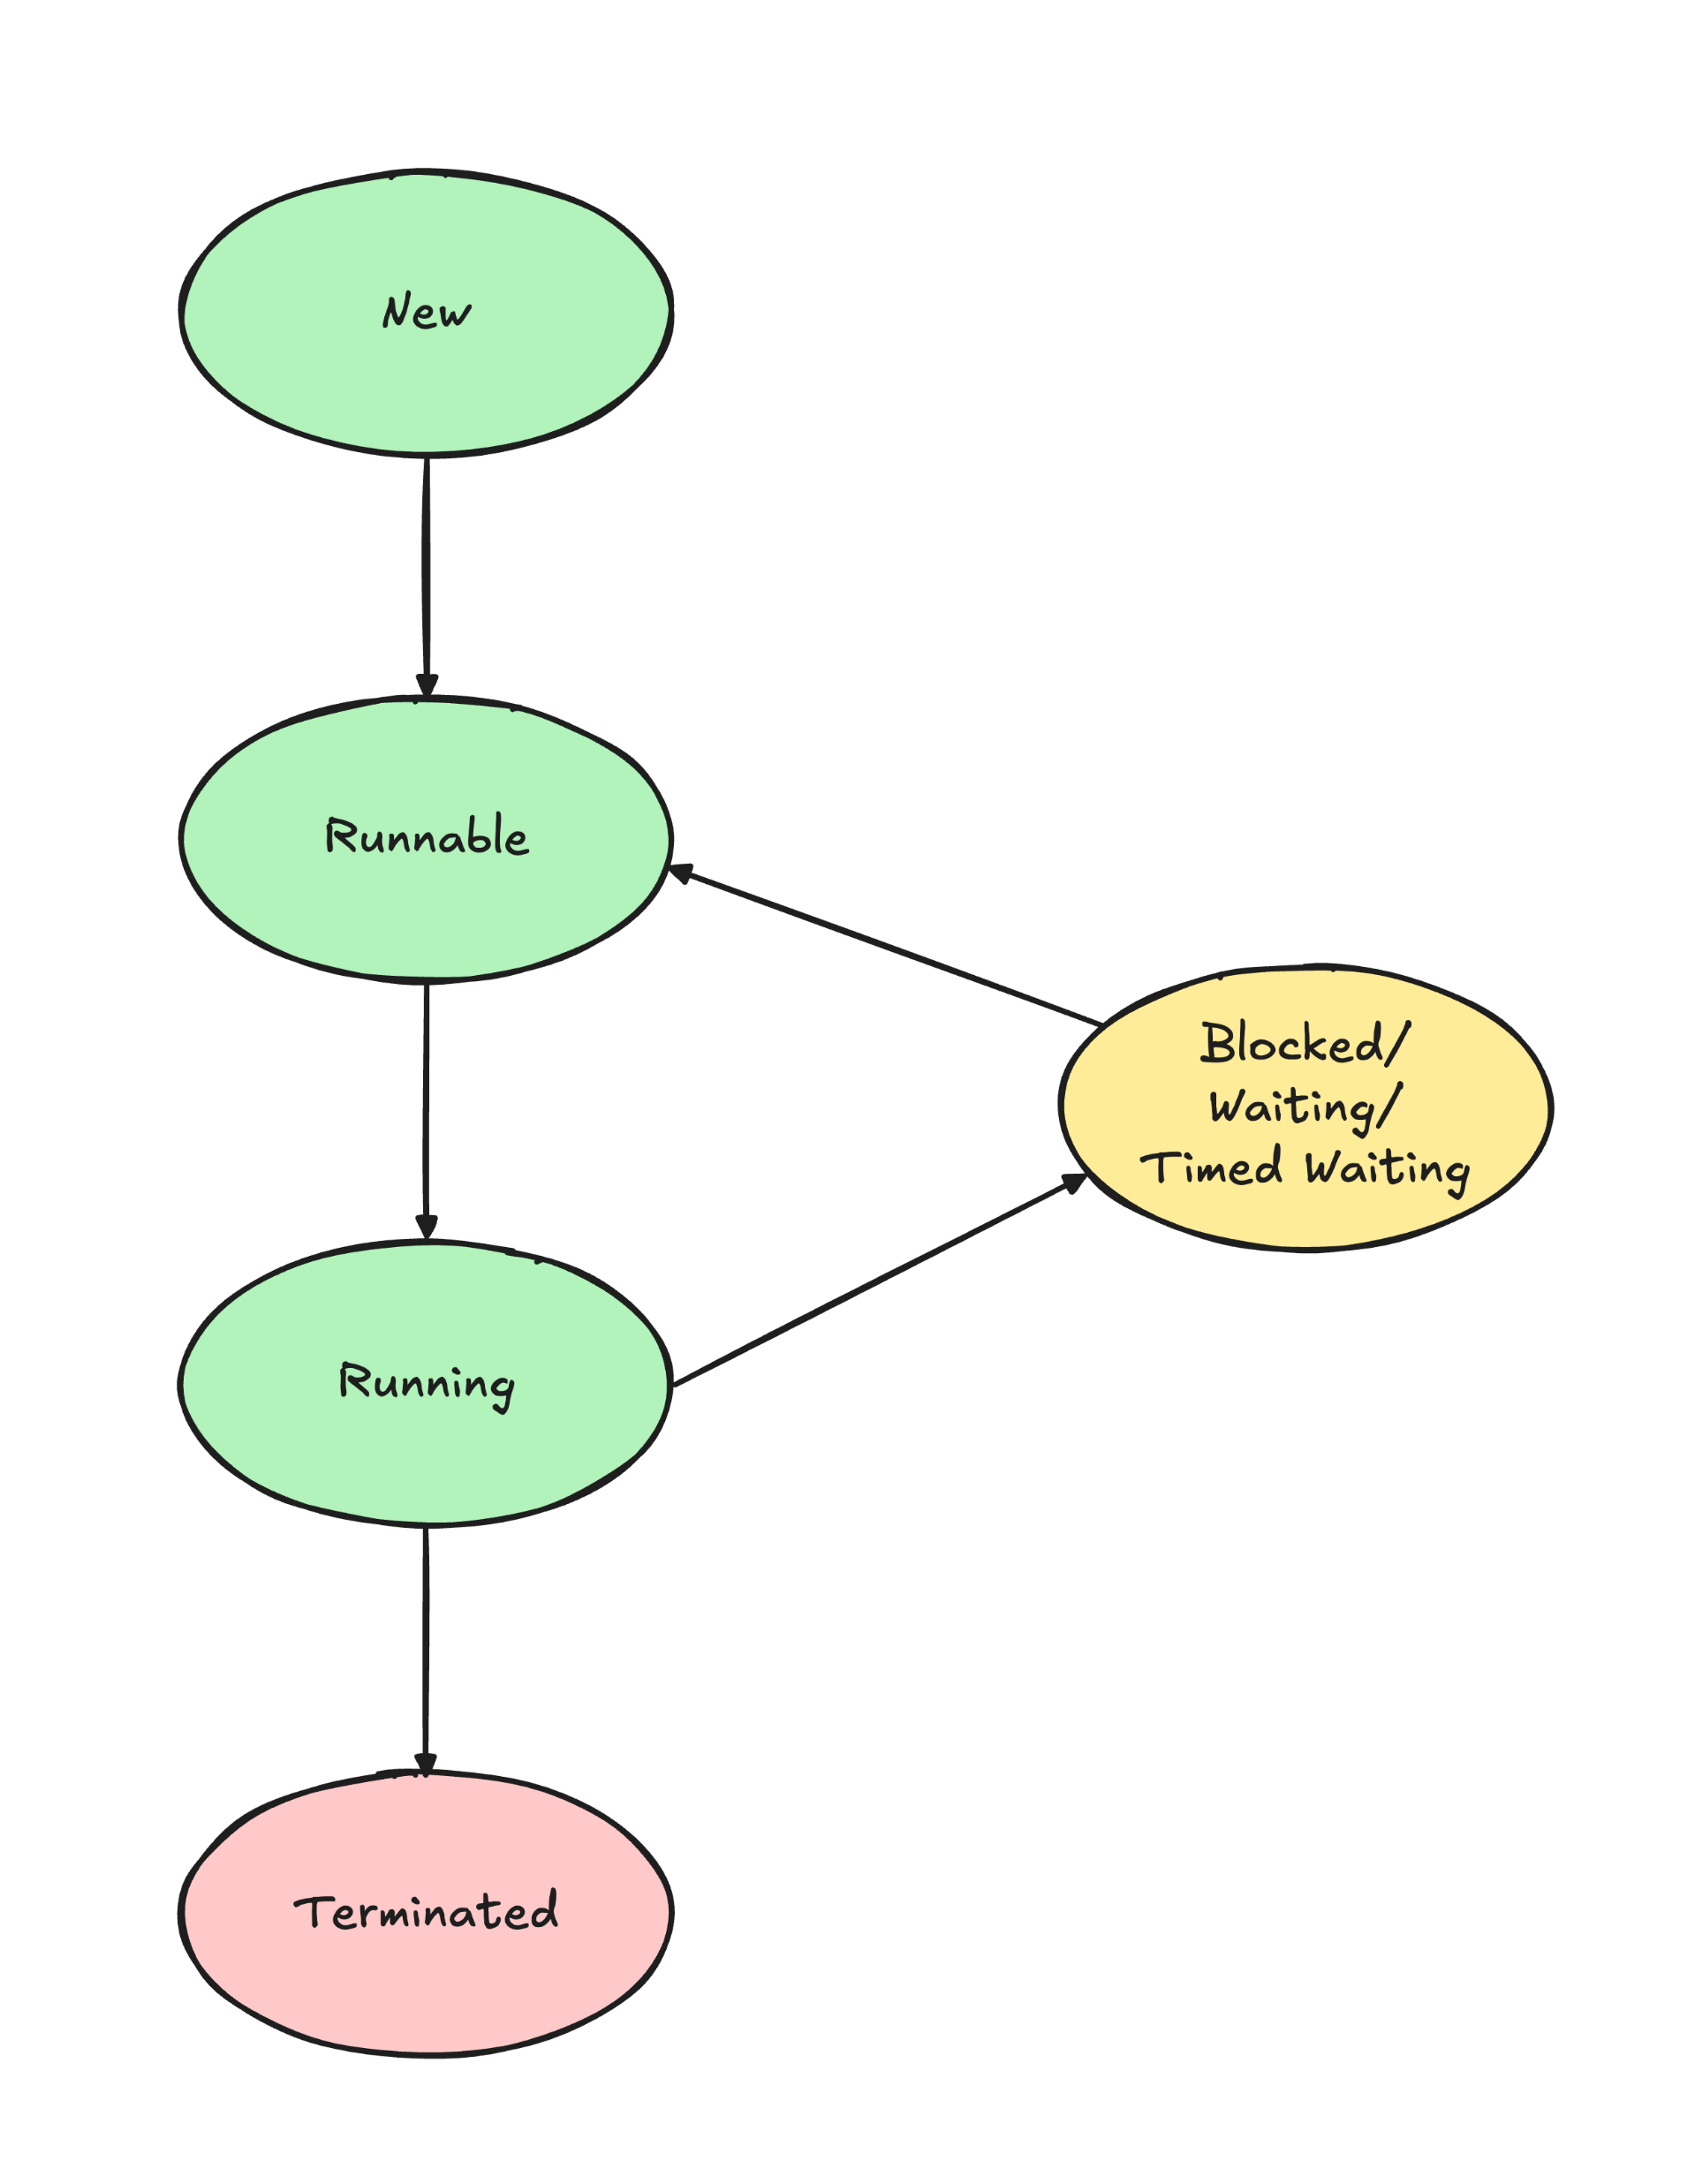 New
Runnable
Blocked/
Waiting/
Timed Waiting
Running
Terminated